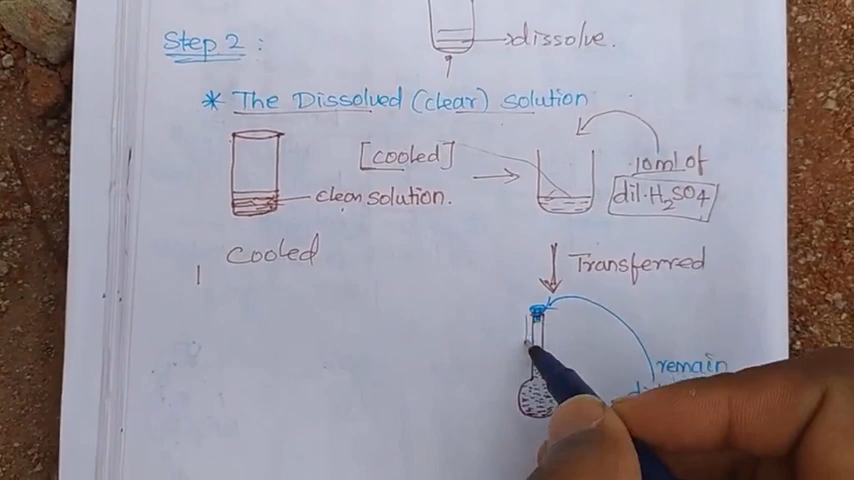 dissolve.
Step 2 :
* The Dissolved (clear) solution
[cooled]
10ml of
dil. H2SO4
clean solution.
Cooled
Transferred
remain